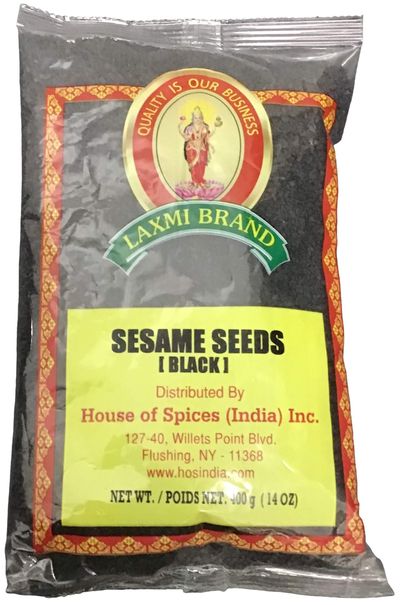 QUALITY IS OUR BUSINESS
LAXMI BRAND
SESAME SEEDS
[ BLACK ]
Distributed By
House of Spices (India) Inc.
127-40, Willets Point Blvd.
Flushing, NY - 11368
www.hosindia.com
NET WT. / POIDS NET. 400 g ( 14 OZ)